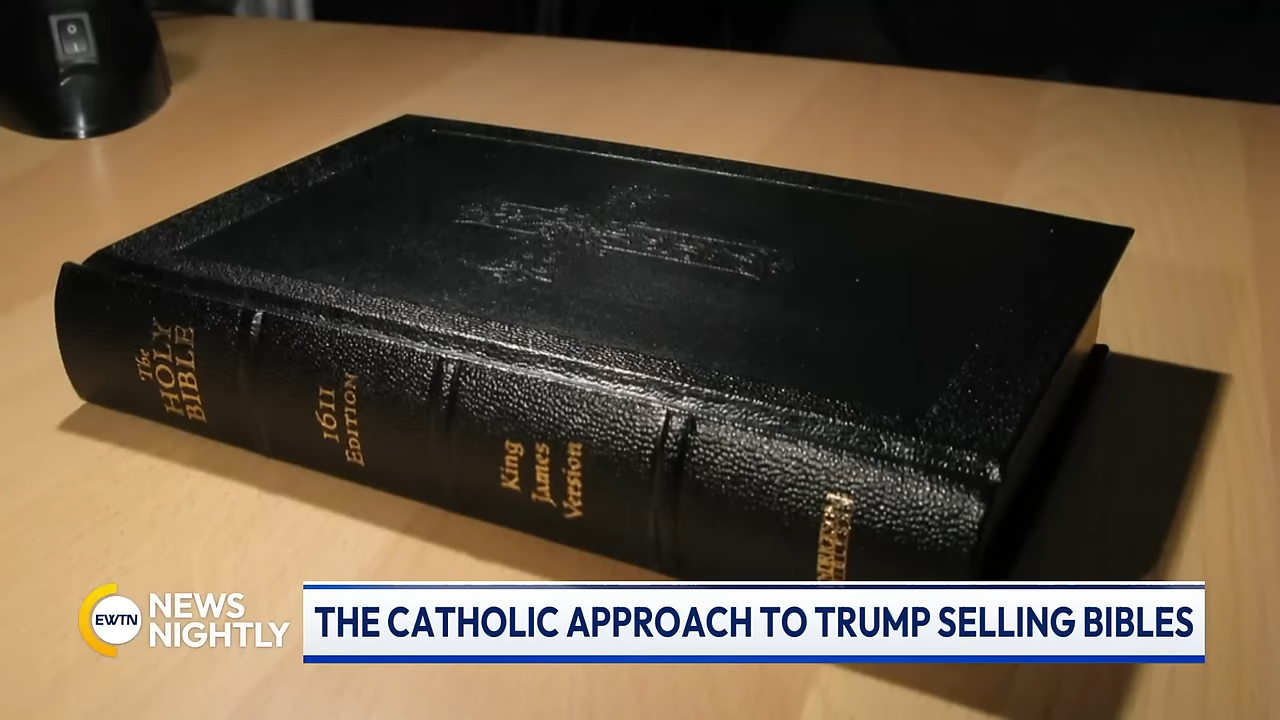 The
HOLY
BIBLE
1611
EDITION
King
James
Version
EWTN
NEWS
NIGHTLY
THE CATHOLIC APPROACH TO TRUMP SELLING BIBLES